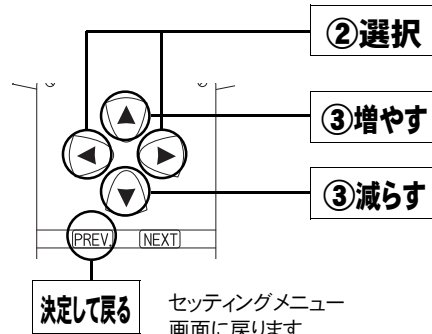 ②選択
③増やす
③減らす
PREV. NEXT
決定して戻る
セッティングメニュー
画面に戻ります